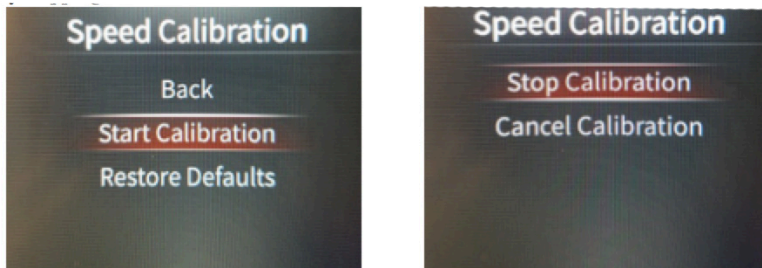 Speed Calibration
Back
Start Calibration
Restore Defaults
Speed Calibration
Stop Calibration
Cancel Calibration